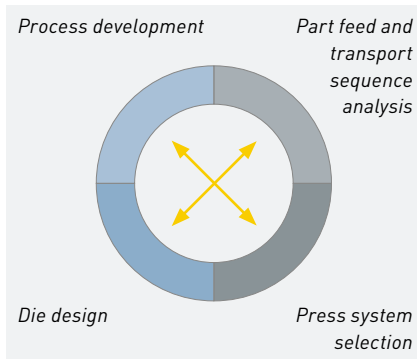 Process development
Part feed and
transport
sequence
analysis
Die design
Press system
selection